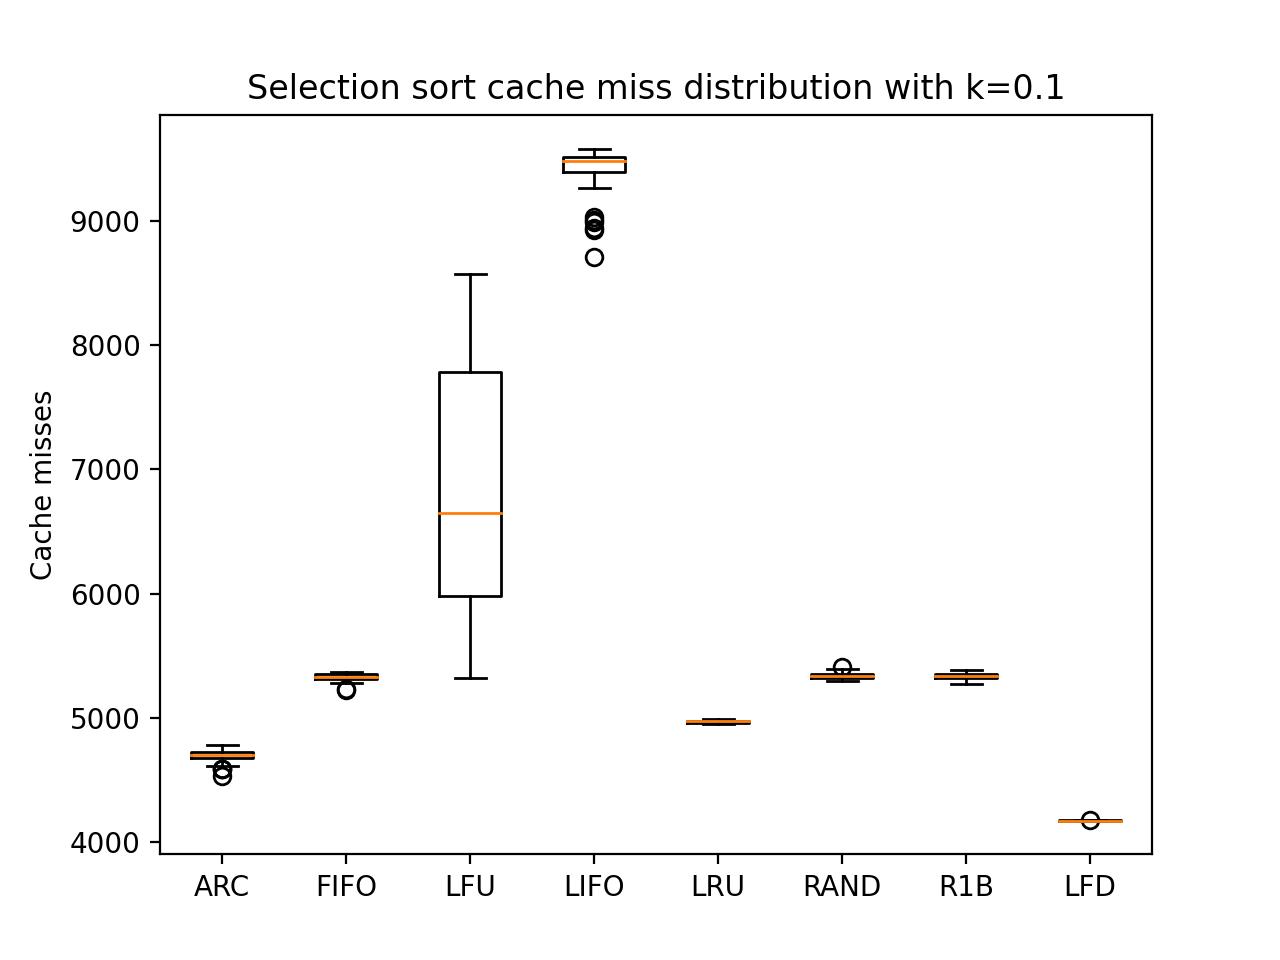 Selection sort cache miss distribution with k=0.1
Cache misses
9000
8000
7000
6000
5000
4000
ARC FIFO LFU LIFO LRU RAND R1B LFD